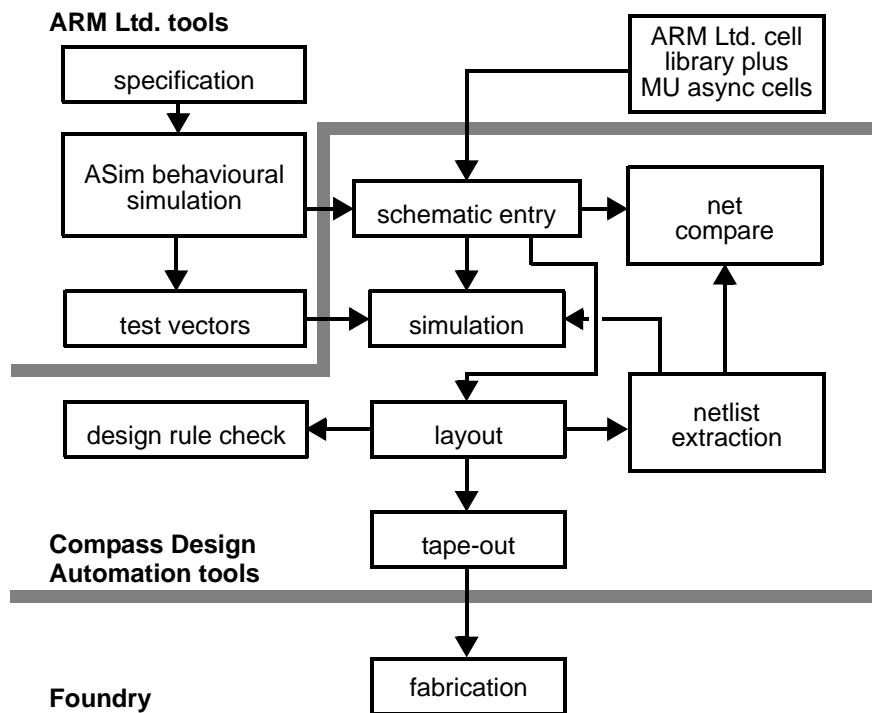 ARM Ltd. tools
ARM Ltd. cell
library plus
MU async cells
specification
ASim behavioural
simulation
schematic entry
net
compare
test vectors
simulation
design rule check
layout
netlist
extraction
Compass Design
Automation tools
tape-out
Foundry
fabrication